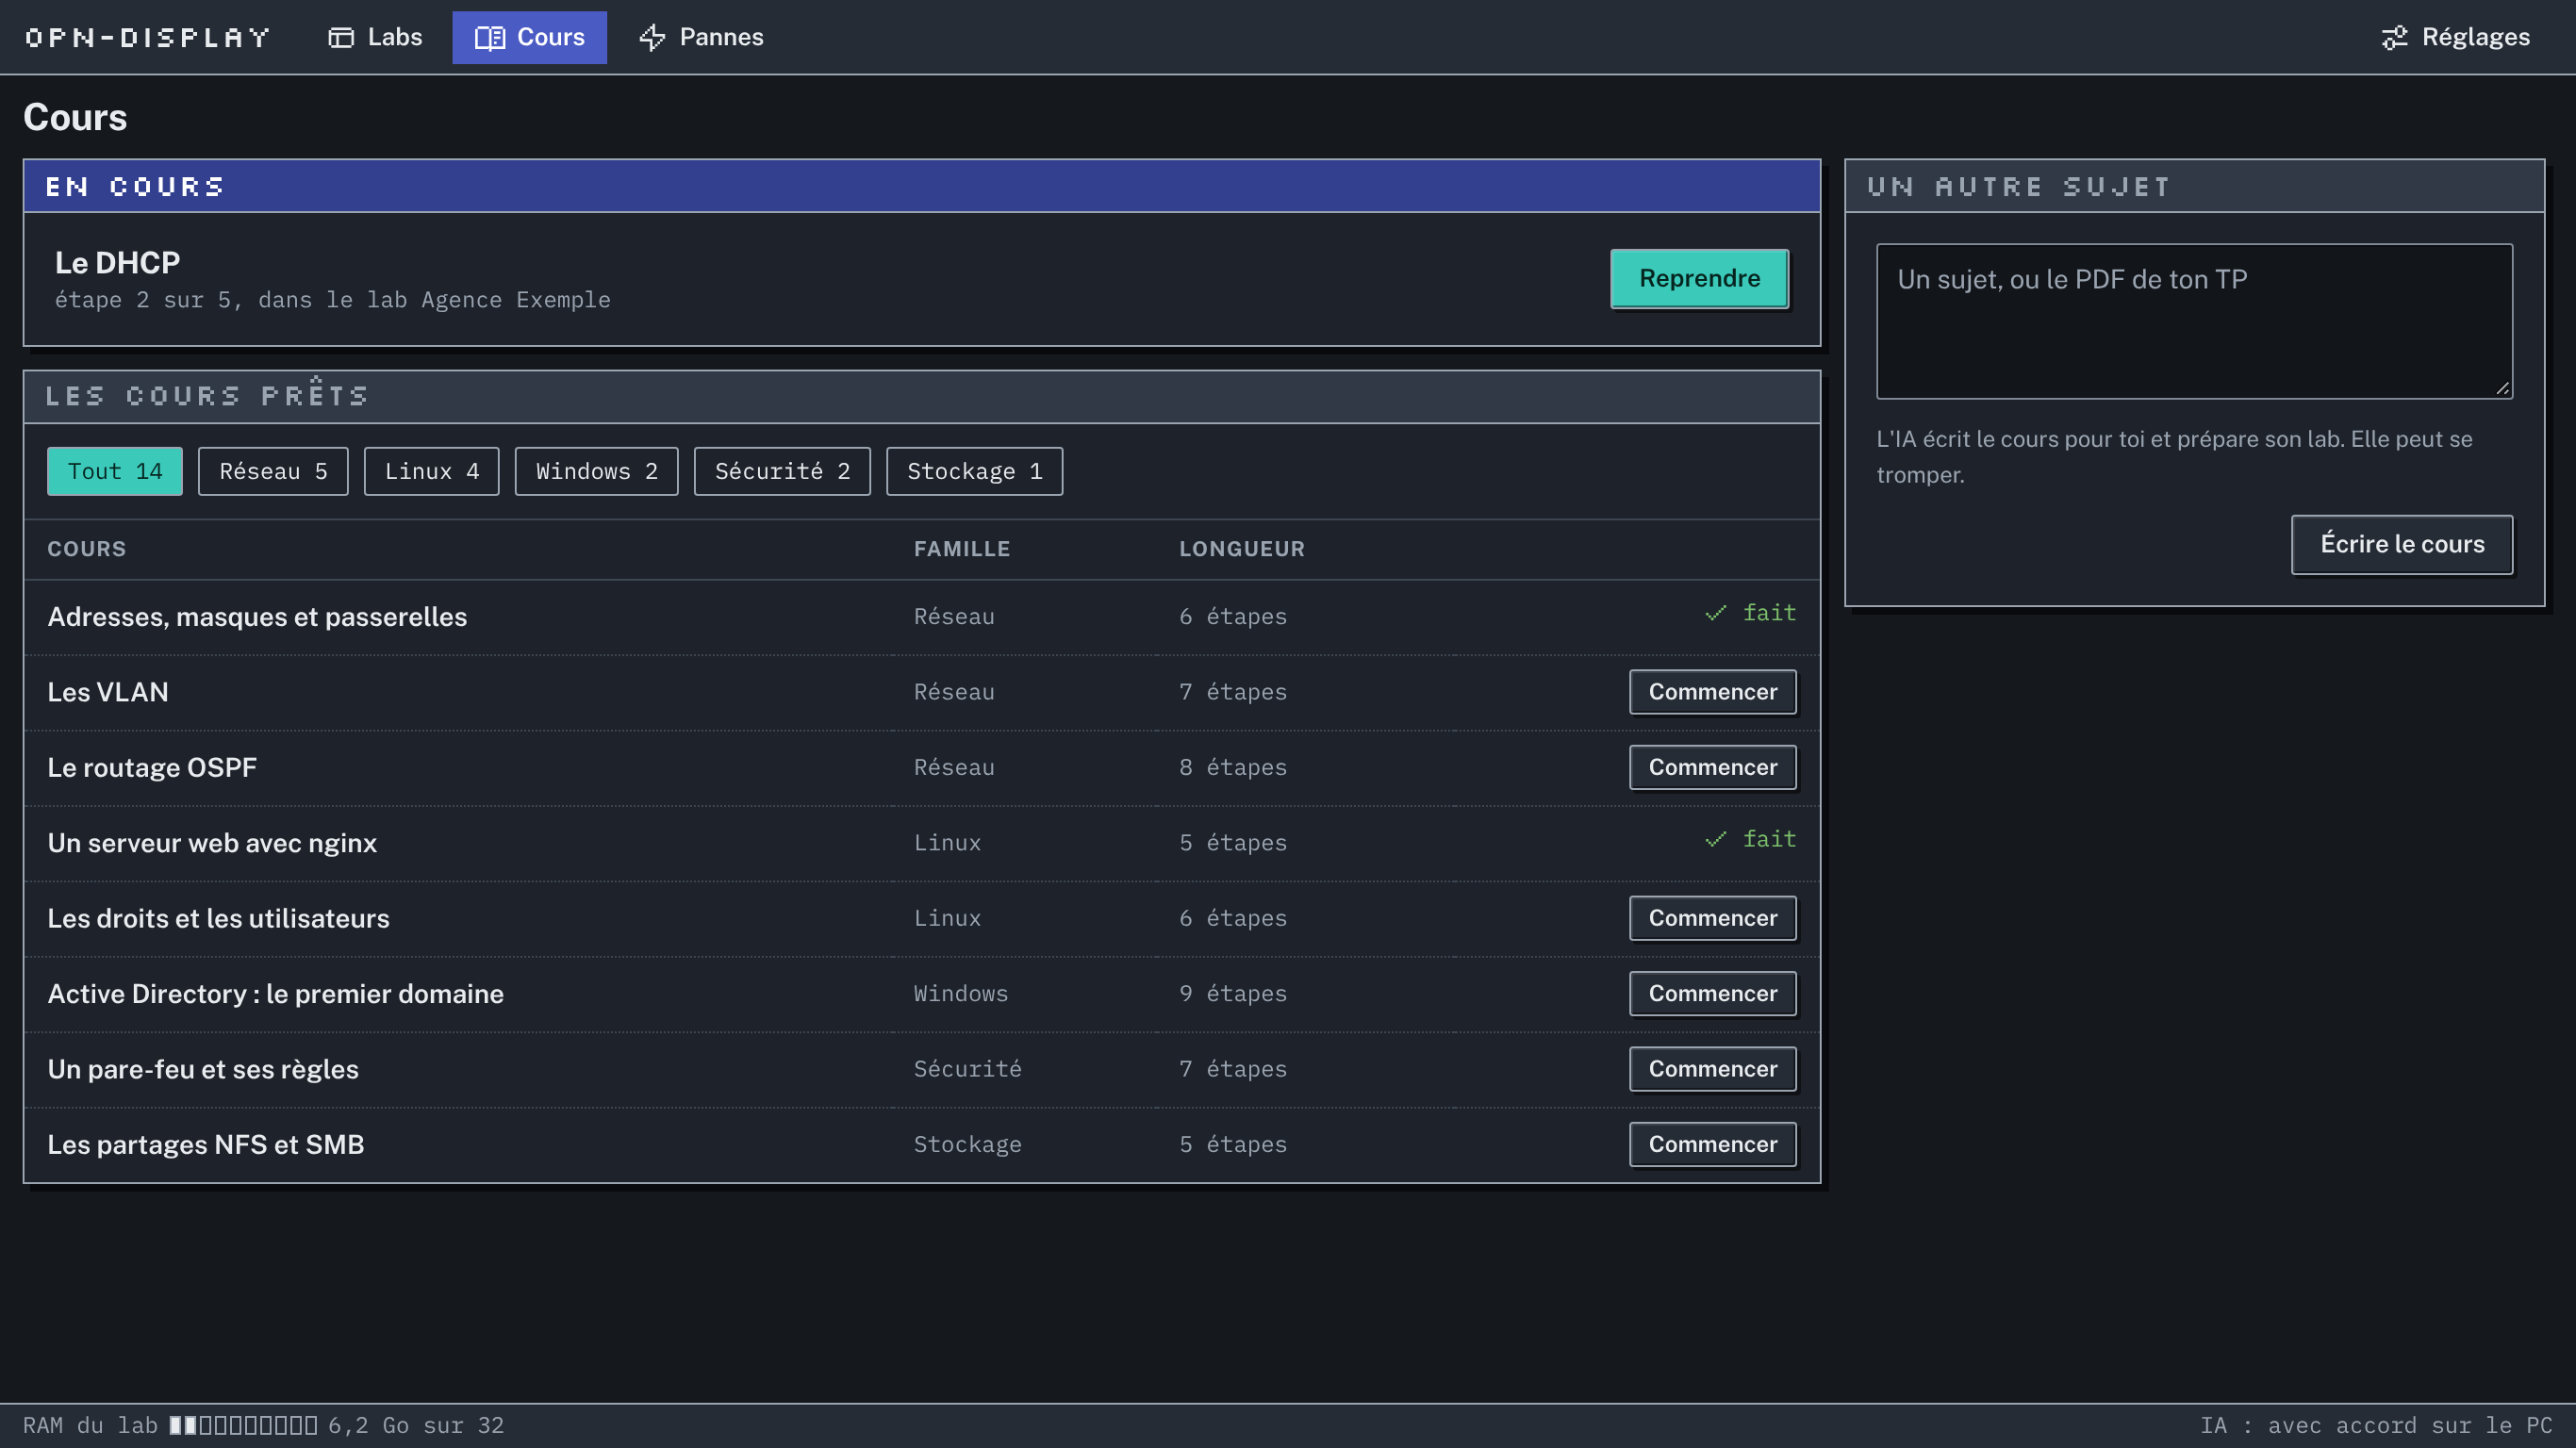 OPN-DISPLAY Labs Cours Pannes Réglages
Cours
EN COURS
Le DHCP
étape 2 sur 5, dans le lab Agence Exemple
Reprendre
LES COURS PRÊTS
Tout 14 Réseau 5 Linux 4 Windows 2 Sécurité 2 Stockage 1
COURS FAMILLE LONGUEUR
Adresses, masques et passerelles Réseau 6 étapes ✓ fait
Les VLAN Réseau 7 étapes Commencer
Le routage OSPF Réseau 8 étapes Commencer
Un serveur web avec nginx Linux 5 étapes ✓ fait
Les droits et les utilisateurs Linux 6 étapes Commencer
Active Directory : le premier domaine Windows 9 étapes Commencer
Un pare-feu et ses règles Sécurité 7 étapes Commencer
Les partages NFS et SMB Stockage 5 étapes Commencer
UN AUTRE SUJET
Un sujet, ou le PDF de ton TP
L'IA écrit le cours pour toi et prépare son lab. Elle peut se
tromper.
Écrire le cours
RAM du lab 6,2 Go sur 32 IA : avec accord sur le PC